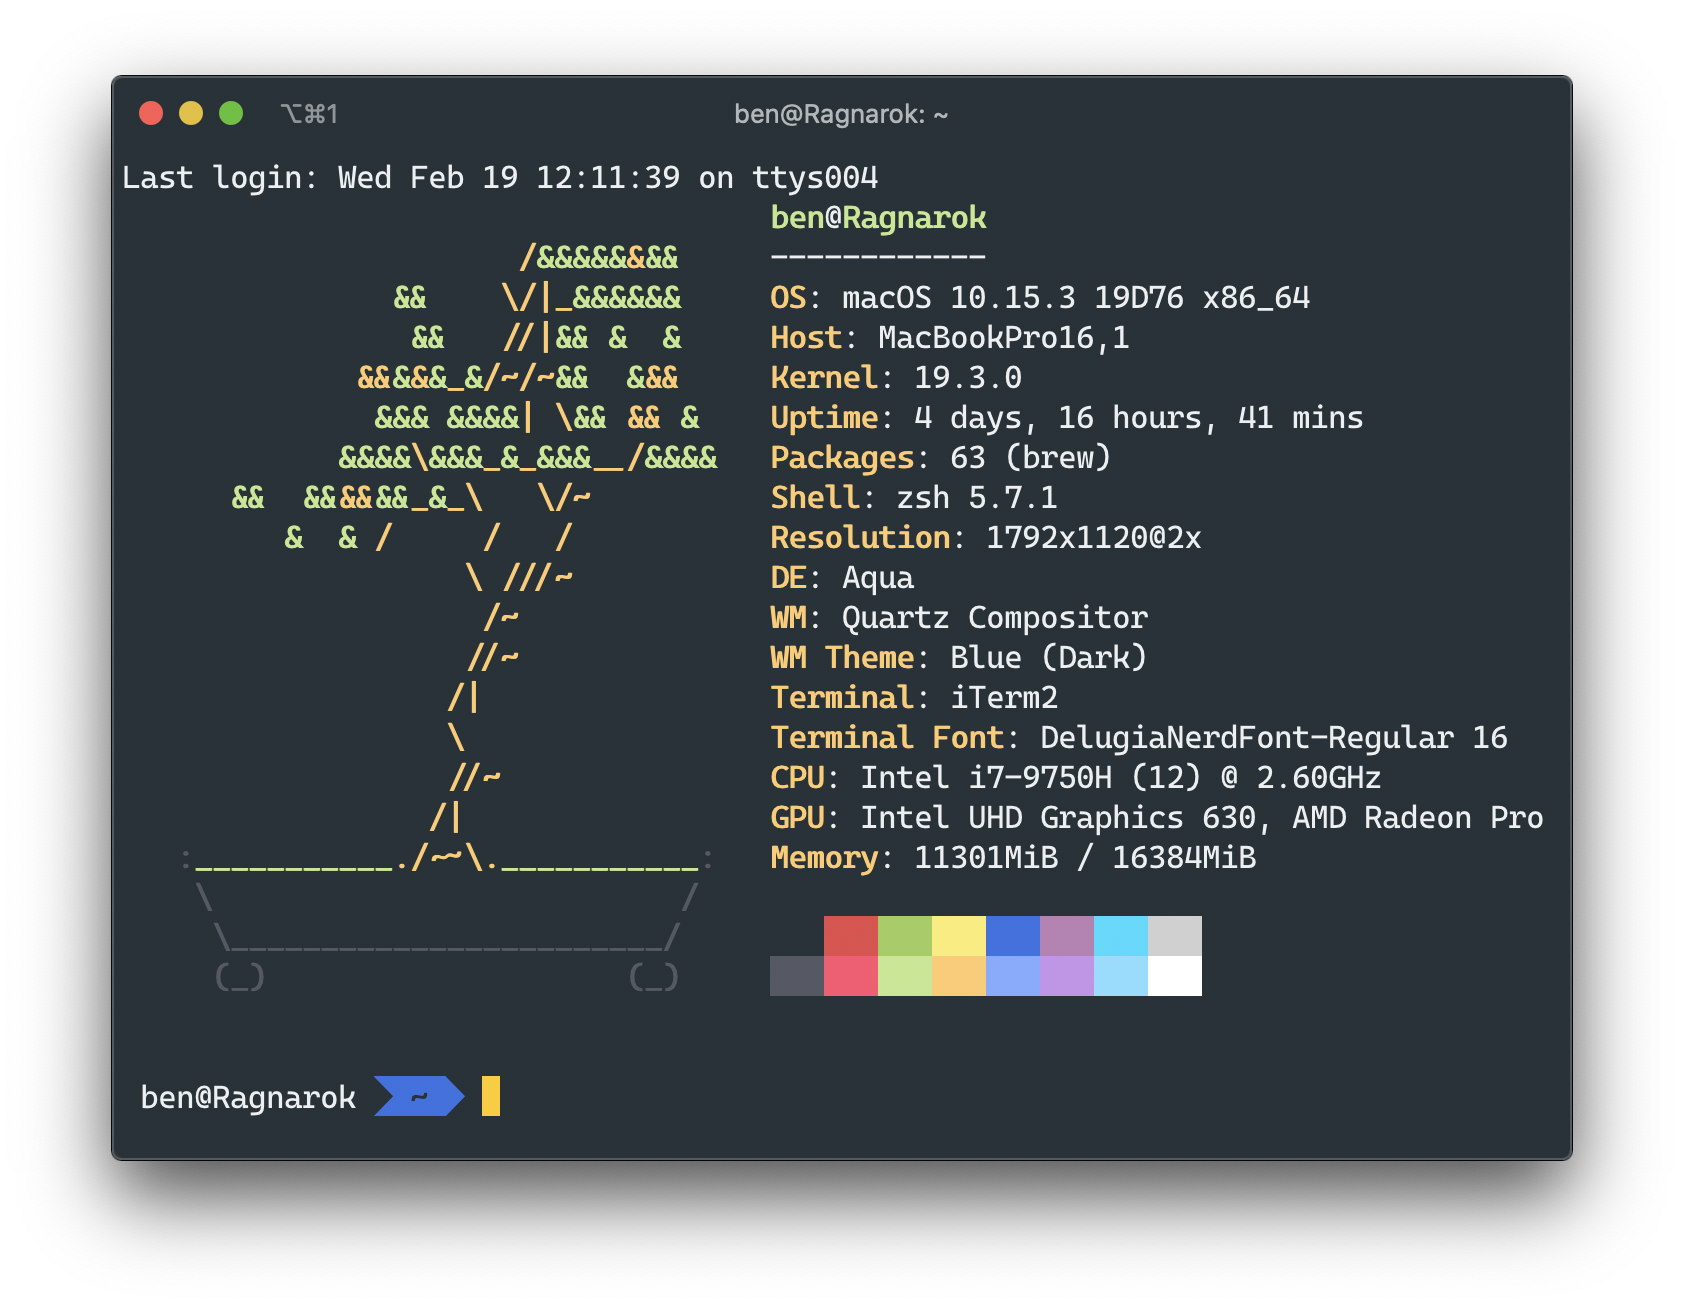 ⌥⌘1 ben@Ragnarok: ~
Last login: Wed Feb 19 12:11:39 on ttys004
ben@Ragnarok
/&&&&&&&& ------------
&& \/|_&&&&&& OS: macOS 10.15.3 19D76 x86_64
&& //|&& & & Host: MacBookPro16,1
&&&&&_&/~/~&& &&& Kernel: 19.3.0
&&& &&&&| \&& && & Uptime: 4 days, 16 hours, 41 mins
&&&&\&&&_&_&&&__/&&&& Packages: 63 (brew)
&& &&&&&&_&_\ \/~ Shell: zsh 5.7.1
& & / / / Resolution: 1792x1120@2x
\ ///~ DE: Aqua
/~ WM: Quartz Compositor
//~ WM Theme: Blue (Dark)
/| Terminal: iTerm2
\ Terminal Font: DelugiaNerdFont-Regular 16
//~ CPU: Intel i7-9750H (12) @ 2.60GHz
/| GPU: Intel UHD Graphics 630, AMD Radeon Pro
:___________./~~\.___________: Memory: 11301MiB / 16384MiB
\ /
\________________________/
(_) (_)
ben@Ragnarok ~